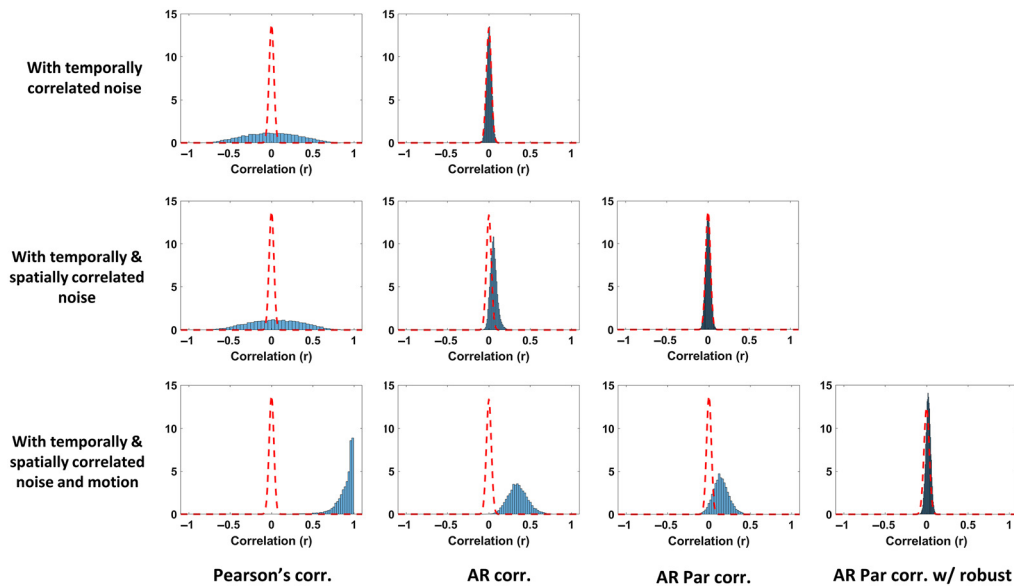 With temporally
correlated noise
15
10
5
0
−1 −0.5 0 0.5 1
Correlation (r)
15
10
5
0
−1 −0.5 0 0.5 1
Correlation (r)
With temporally &
spatially correlated
noise
15
10
5
0
−1 −0.5 0 0.5 1
Correlation (r)
15
10
5
0
−1 −0.5 0 0.5 1
Correlation (r)
15
10
5
0
−1 −0.5 0 0.5 1
Correlation (r)
With temporally &
spatially correlated
noise and motion
15
10
5
0
−1 −0.5 0 0.5 1
Correlation (r)
15
10
5
0
−1 −0.5 0 0.5 1
Correlation (r)
15
10
5
0
−1 −0.5 0 0.5 1
Correlation (r)
15
10
5
0
−1 −0.5 0 0.5 1
Correlation (r)
Pearson's corr.
AR corr.
AR Par corr.
AR Par corr. w/ robust